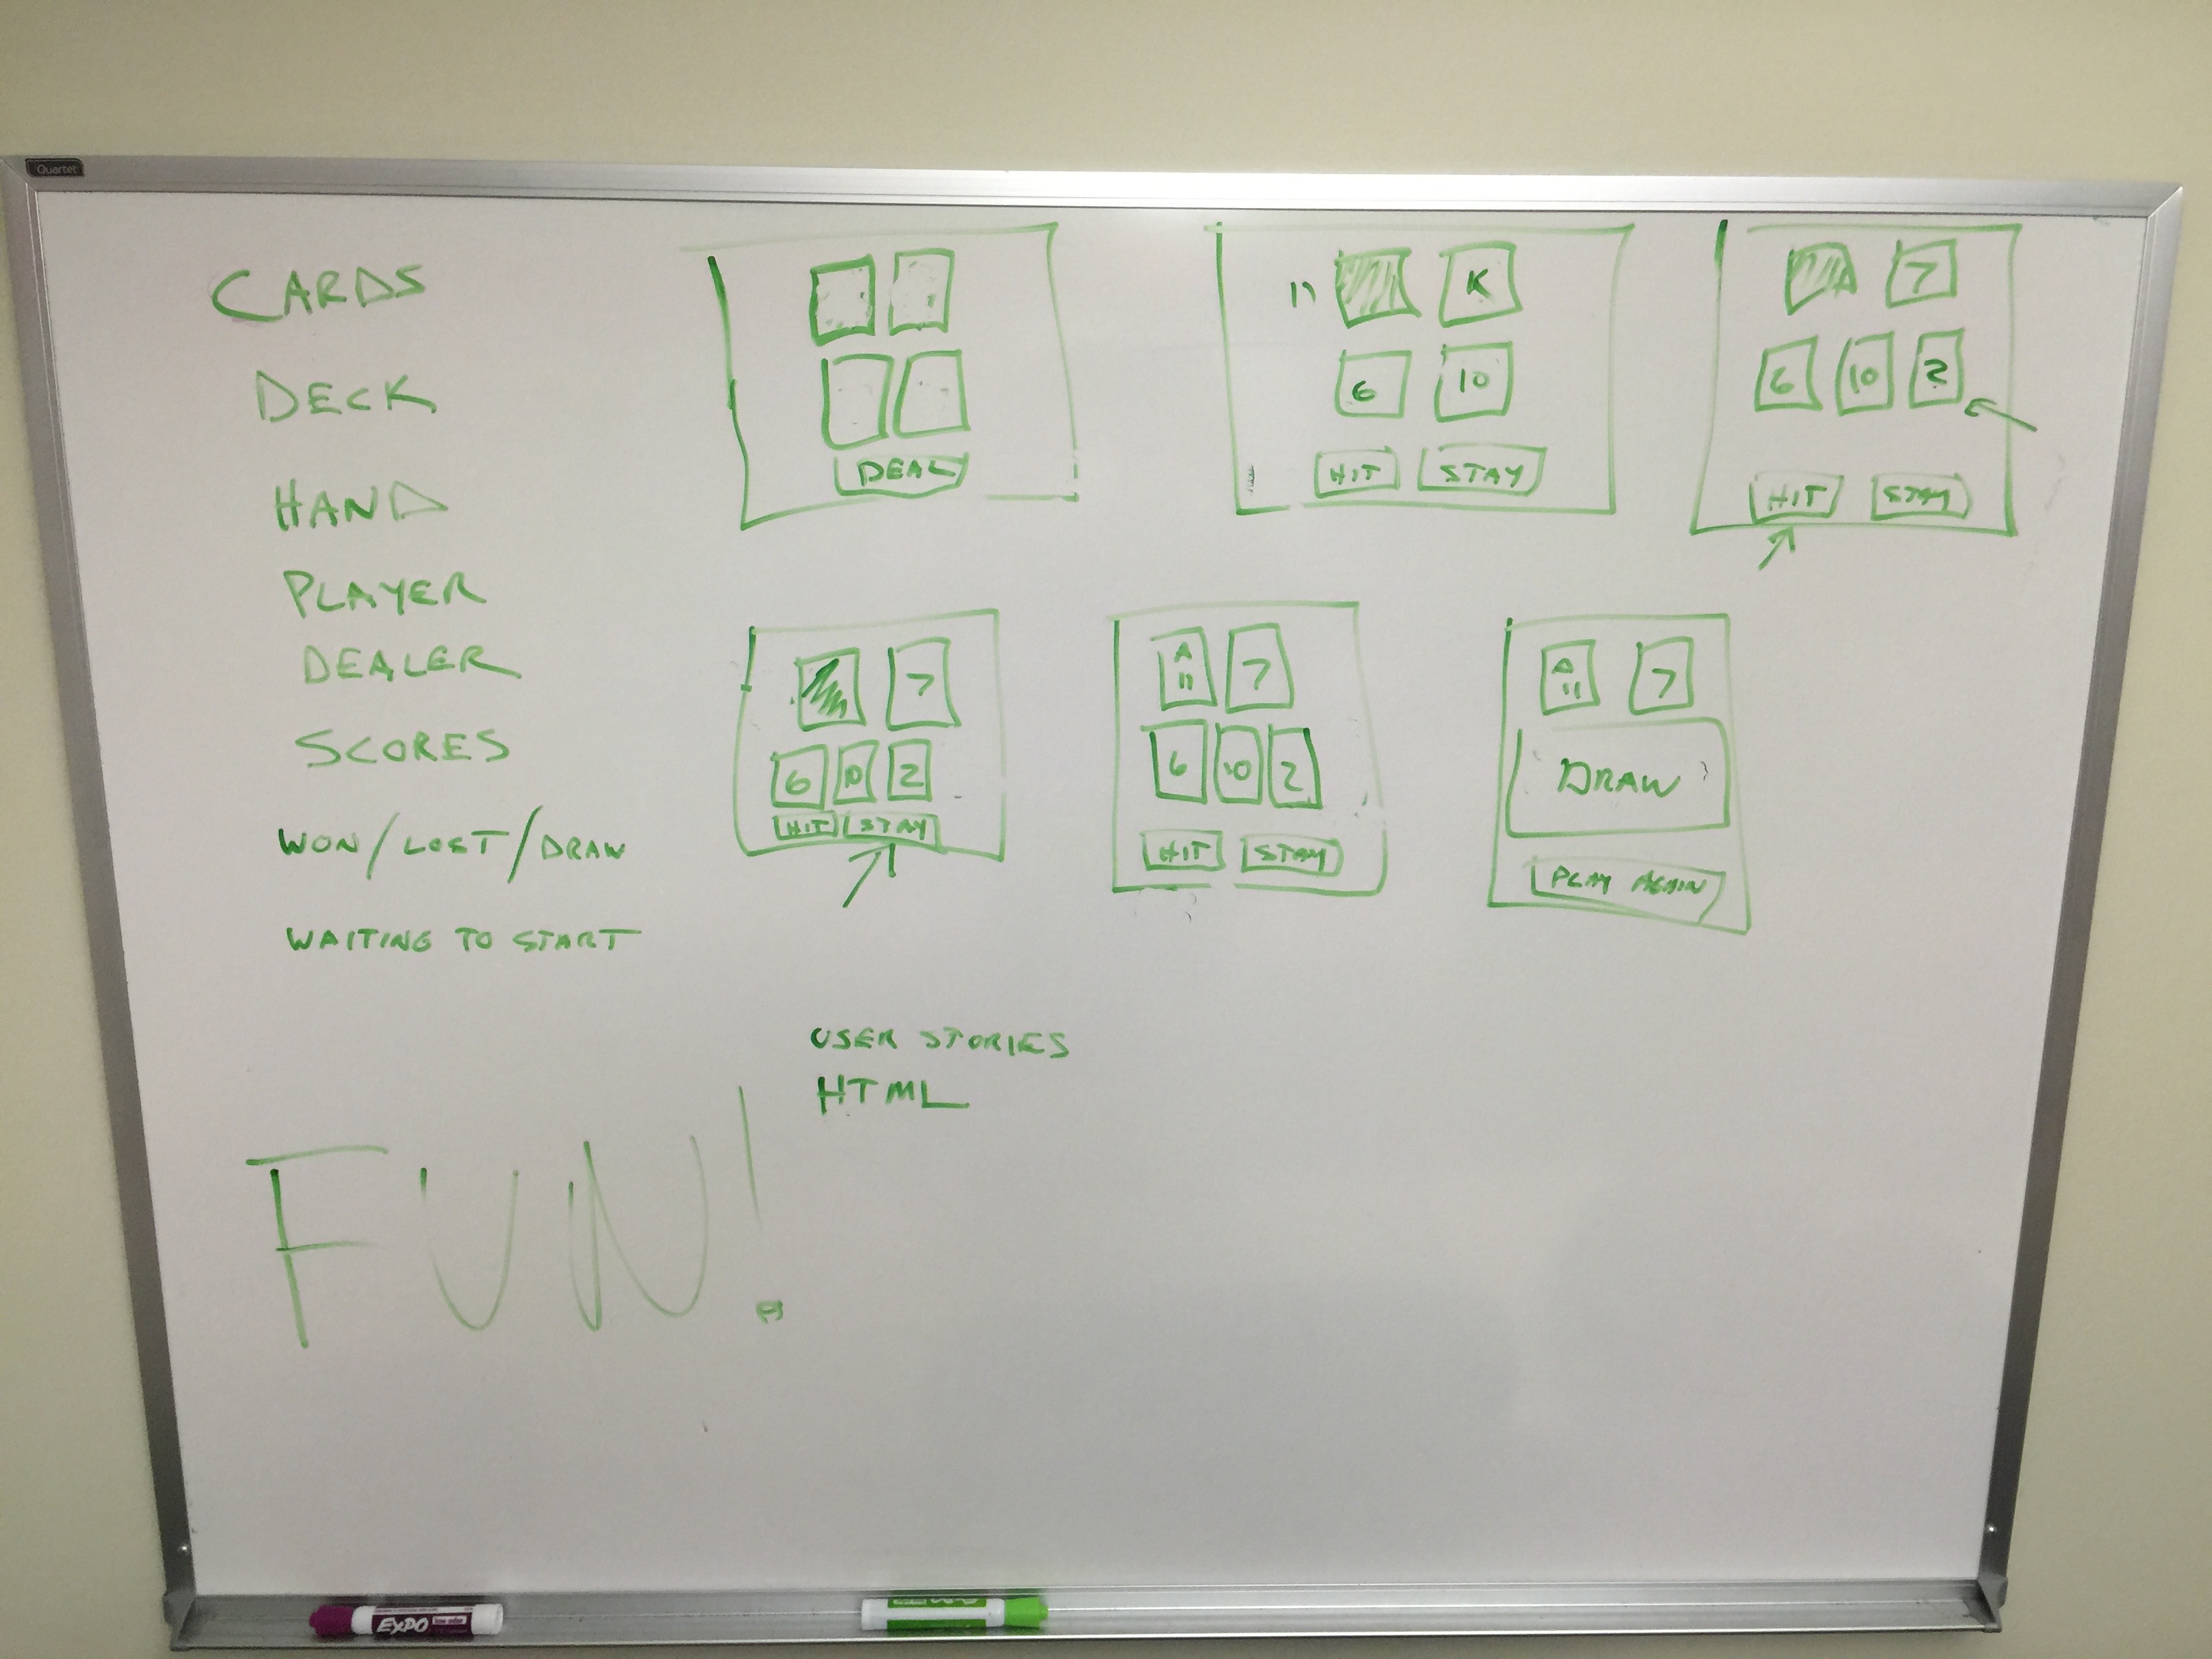 Quartet
CARDS
DECK
HAND
PLAYER
DEALER
SCORES
WON/LOST/DRAW
WAITING TO START
DEAL
K
6 10
HIT STAY
7
6 10 2
HIT STAY
7
6 10 2
HIT STAY
A
11 7
6 10 2
HIT STAY
A
11 7
DRAW
PLAY AGAIN
USER STORIES
HTML
FUN!
EXPO